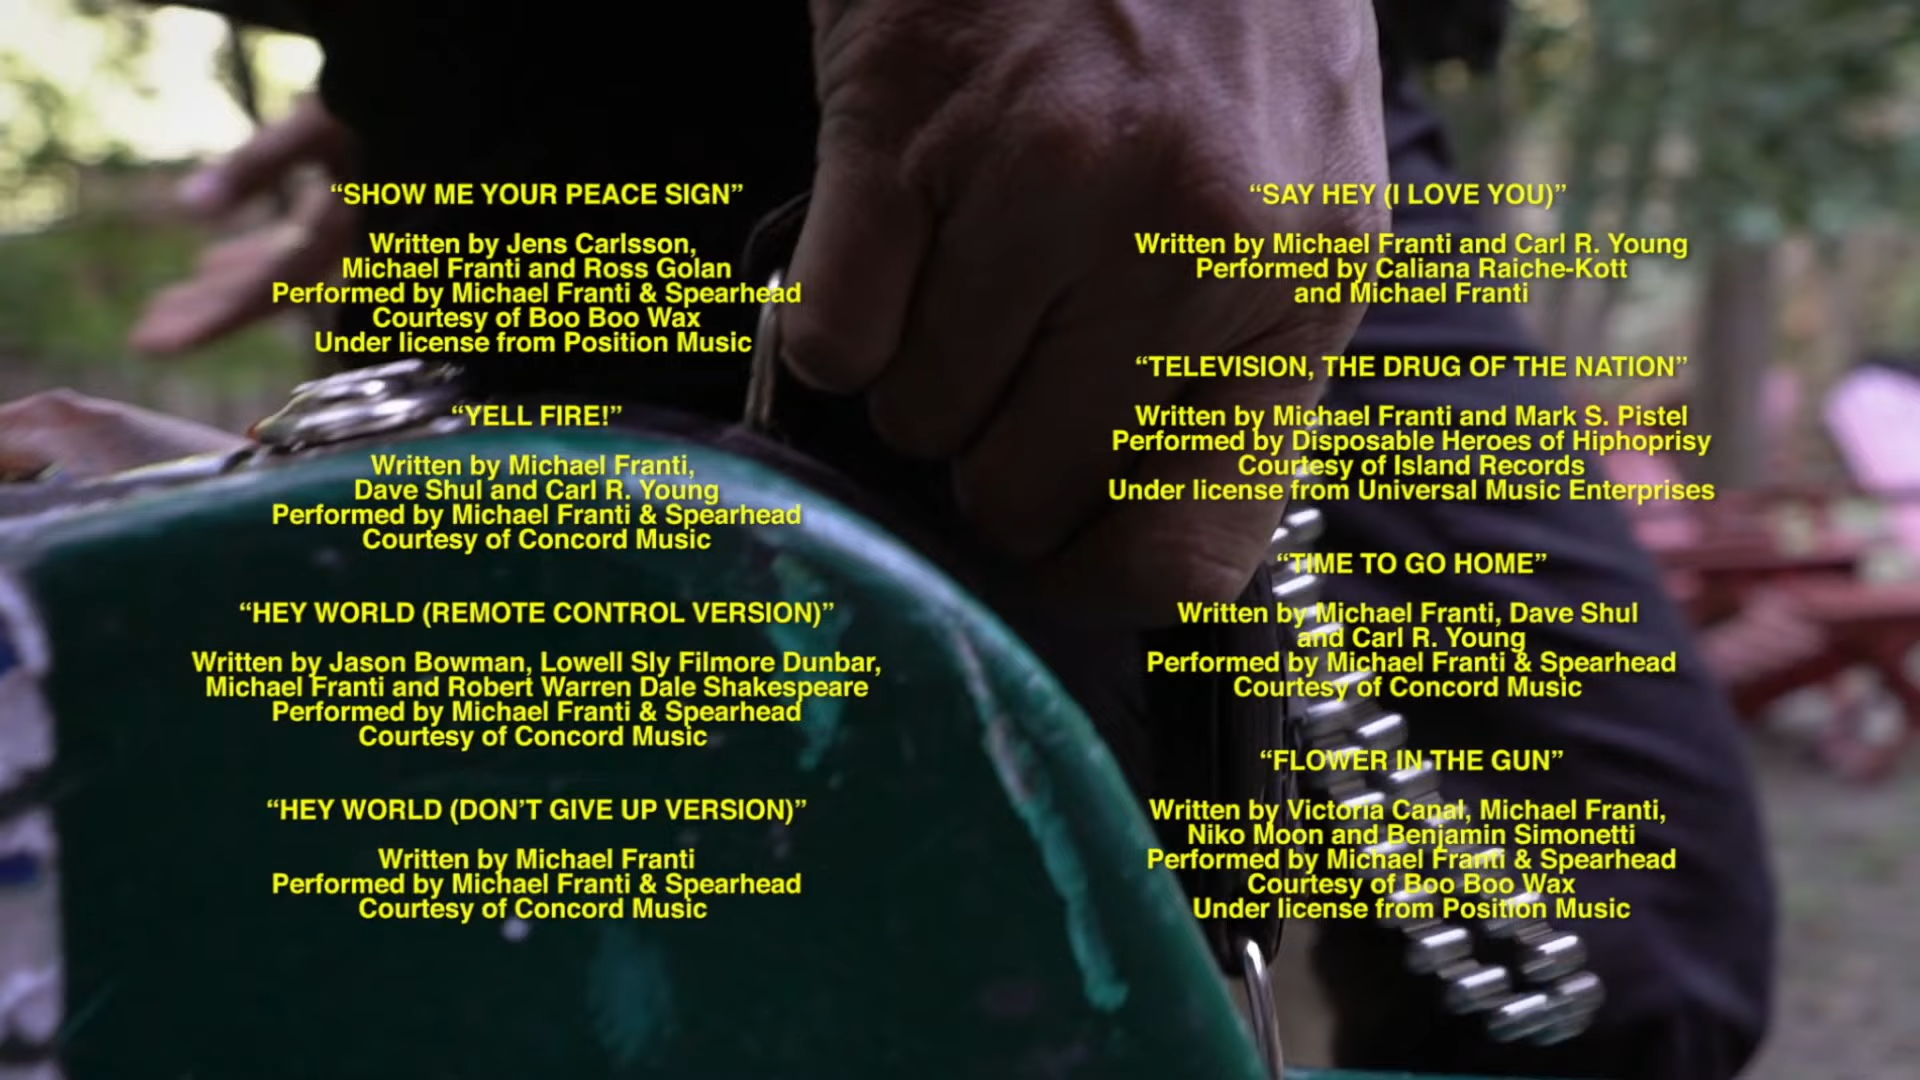 “SHOW ME YOUR PEACE SIGN”
Written by Jens Carlsson,
Michael Franti and Ross Golan
Performed by Michael Franti & Spearhead
Courtesy of Boo Boo Wax
Under license from Position Music
“YELL FIRE!”
Written by Michael Franti,
Dave Shul and Carl R. Young
Performed by Michael Franti & Spearhead
Courtesy of Concord Music
“HEY WORLD (REMOTE CONTROL VERSION)”
Written by Jason Bowman, Lowell Sly Filmore Dunbar,
Michael Franti and Robert Warren Dale Shakespeare
Performed by Michael Franti & Spearhead
Courtesy of Concord Music
“HEY WORLD (DON’T GIVE UP VERSION)”
Written by Michael Franti
Performed by Michael Franti & Spearhead
Courtesy of Concord Music
“SAY HEY (I LOVE YOU)”
Written by Michael Franti and Carl R. Young
Performed by Caliana Raiche-Kott
and Michael Franti
“TELEVISION, THE DRUG OF THE NATION”
Written by Michael Franti and Mark S. Pistel
Performed by Disposable Heroes of Hiphoprisy
Courtesy of Island Records
Under license from Universal Music Enterprises
“TIME TO GO HOME”
Written by Michael Franti, Dave Shul
and Carl R. Young
Performed by Michael Franti & Spearhead
Courtesy of Concord Music
“FLOWER IN THE GUN”
Written by Victoria Canal, Michael Franti,
Niko Moon and Benjamin Simonetti
Performed by Michael Franti & Spearhead
Courtesy of Boo Boo Wax
Under license from Position Music